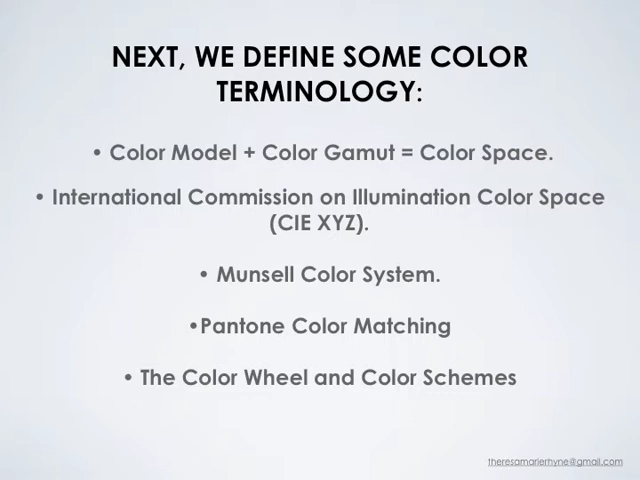 NEXT, WE DEFINE SOME COLOR
TERMINOLOGY:
• Color Model + Color Gamut = Color Space.
• International Commission on Illumination Color Space
(CIE XYZ).
• Munsell Color System.
•Pantone Color Matching
• The Color Wheel and Color Schemes
theresamarierhyne@gmail.com